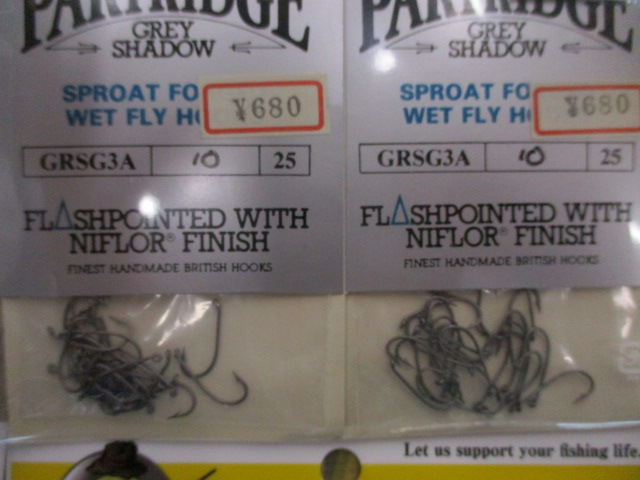 PARTRIDGE
GREY
SHADOW
SPROAT FO
WET FLY H
¥680
GRSG3A 10 25
FLASHPOINTED WITH
NIFLOR® FINISH
FINEST HANDMADE BRITISH HOOKS
PARTRIDGE
GREY
SHADOW
SPROAT FO
WET FLY H
¥680
GRSG3A 10 25
FLASHPOINTED WITH
NIFLOR® FINISH
FINEST HANDMADE BRITISH HOOKS
Let us support your fishing life.